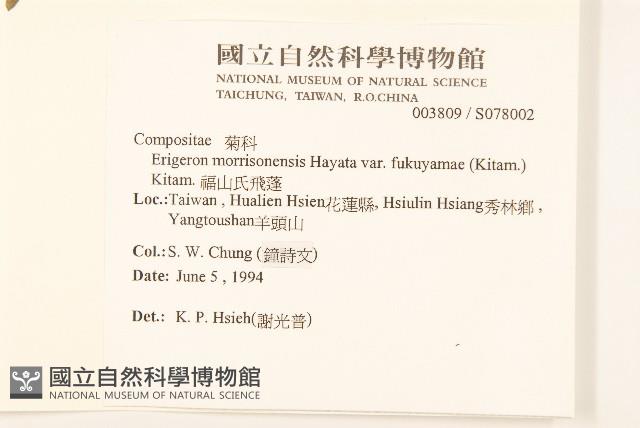 國立自然科學博物館
NATIONAL MUSEUM OF NATURAL SCIENCE
TAICHUNG, TAIWAN, R.O.CHINA
003809 / S078002
Compositae 菊科
Erigeron morrisonensis Hayata var. fukuyamae (Kitam.)
Kitam. 福山氏飛蓬
Loc.:Taiwan , Hualien Hsien花蓮縣, Hsiulin Hsiang秀林鄉 ,
Yangtoushan羊頭山
Col.: S. W. Chung (鐘詩文)
Date: June 5 , 1994
Det.: K. P. Hsieh(謝光普)
國立自然科學博物館
NATIONAL MUSEUM OF NATURAL SCIENCE